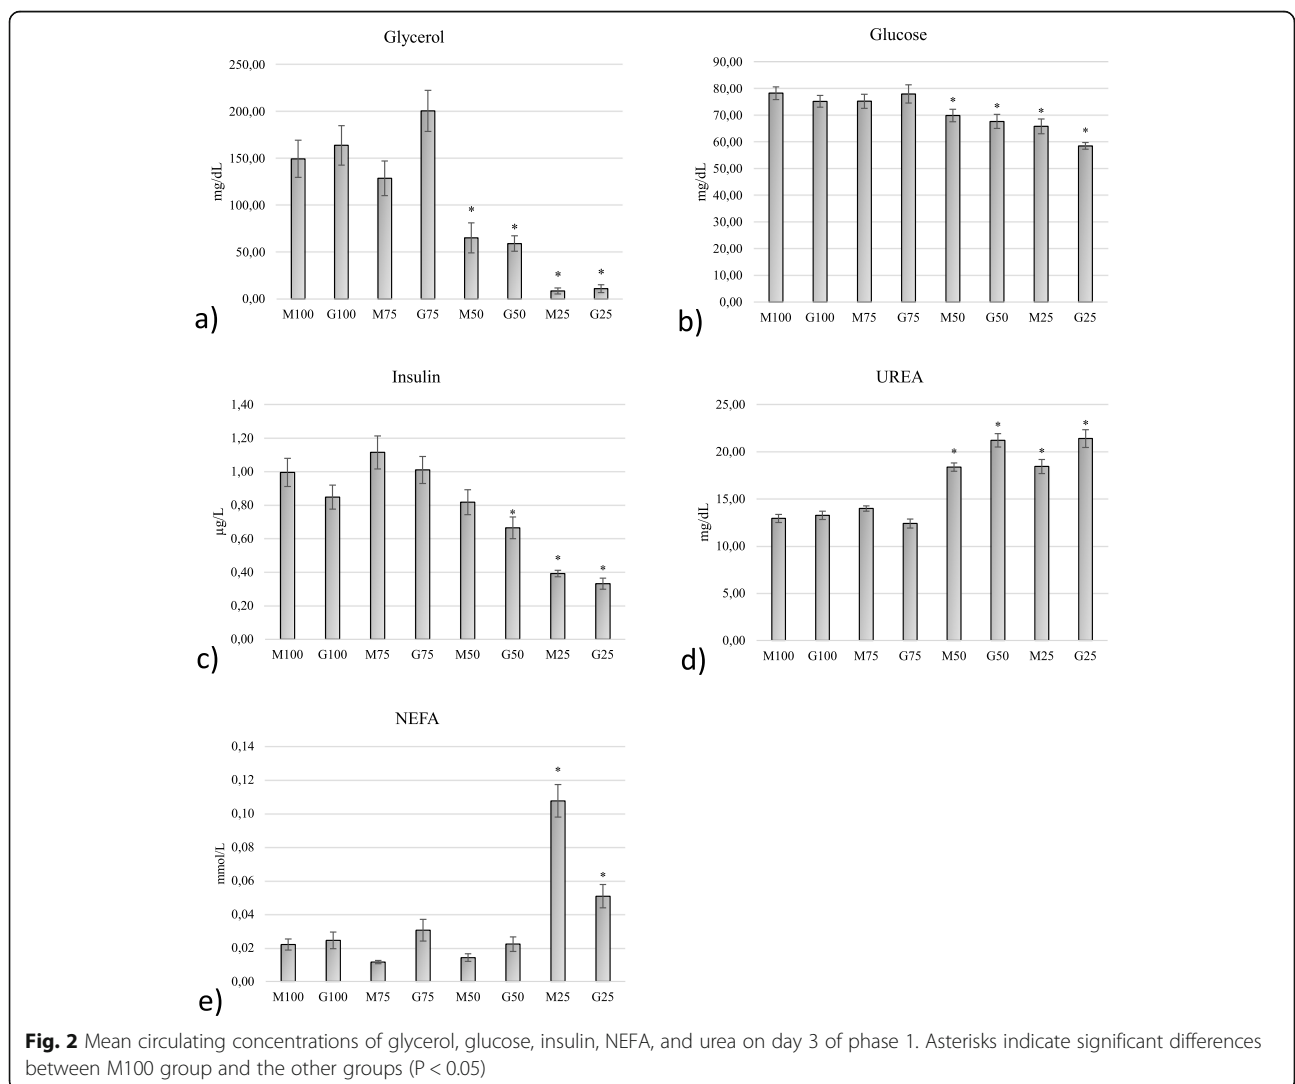 Glycerol
250,00
200,00
150,00
100,00
50,00
0,00
mg/dL
*
*
*
*
M100 G100 M75 G75 M50 G50 M25 G25
a)
Glucose
90,00
80,00
70,00
60,00
50,00
40,00
30,00
20,00
10,00
0,00
mg/dL
*
*
*
*
M100 G100 M75 G75 M50 G50 M25 G25
b)
Insulin
1,40
1,20
1,00
0,80
0,60
0,40
0,20
0,00
µg/L
*
*
*
M100 G100 M75 G75 M50 G50 M25 G25
c)
UREA
25,00
20,00
15,00
10,00
5,00
0,00
mg/dL
*
*
*
*
M100 G100 M75 G75 M50 G50 M25 G25
d)
NEFA
0,14
0,12
0,10
0,08
0,06
0,04
0,02
0,00
mmol/L
*
*
M100 G100 M75 G75 M50 G50 M25 G25
e)
Fig. 2 Mean circulating concentrations of glycerol, glucose, insulin, NEFA, and urea on day 3 of phase 1. Asterisks indicate significant differences
between M100 group and the other groups (P < 0.05)